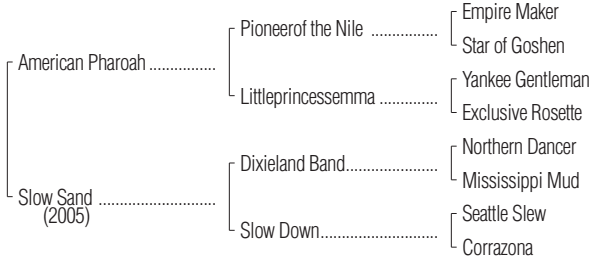 Empire Maker
Pioneerof the Nile ................
Star of Goshen
American Pharoah ................
Yankee Gentleman
Littleprincessemma ..............
Exclusive Rosette
Northern Dancer
Dixieland Band......................
Mississippi Mud
Slow Sand ............................
(2005)
Seattle Slew
Slow Down............................
Corrazona